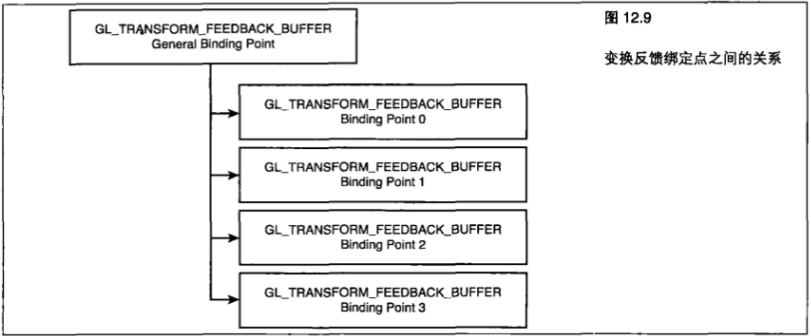 GL_TRANSFORM_FEEDBACK_BUFFER
General Binding Point
图 12.9
变换反馈绑定点之间的关系
GL_TRANSFORM_FEEDBACK_BUFFER
Binding Point 0
GL_TRANSFORM_FEEDBACK_BUFFER
Binding Point 1
GL_TRANSFORM_FEEDBACK_BUFFER
Binding Point 2
GL_TRANSFORM_FEEDBACK_BUFFER
Binding Point 3